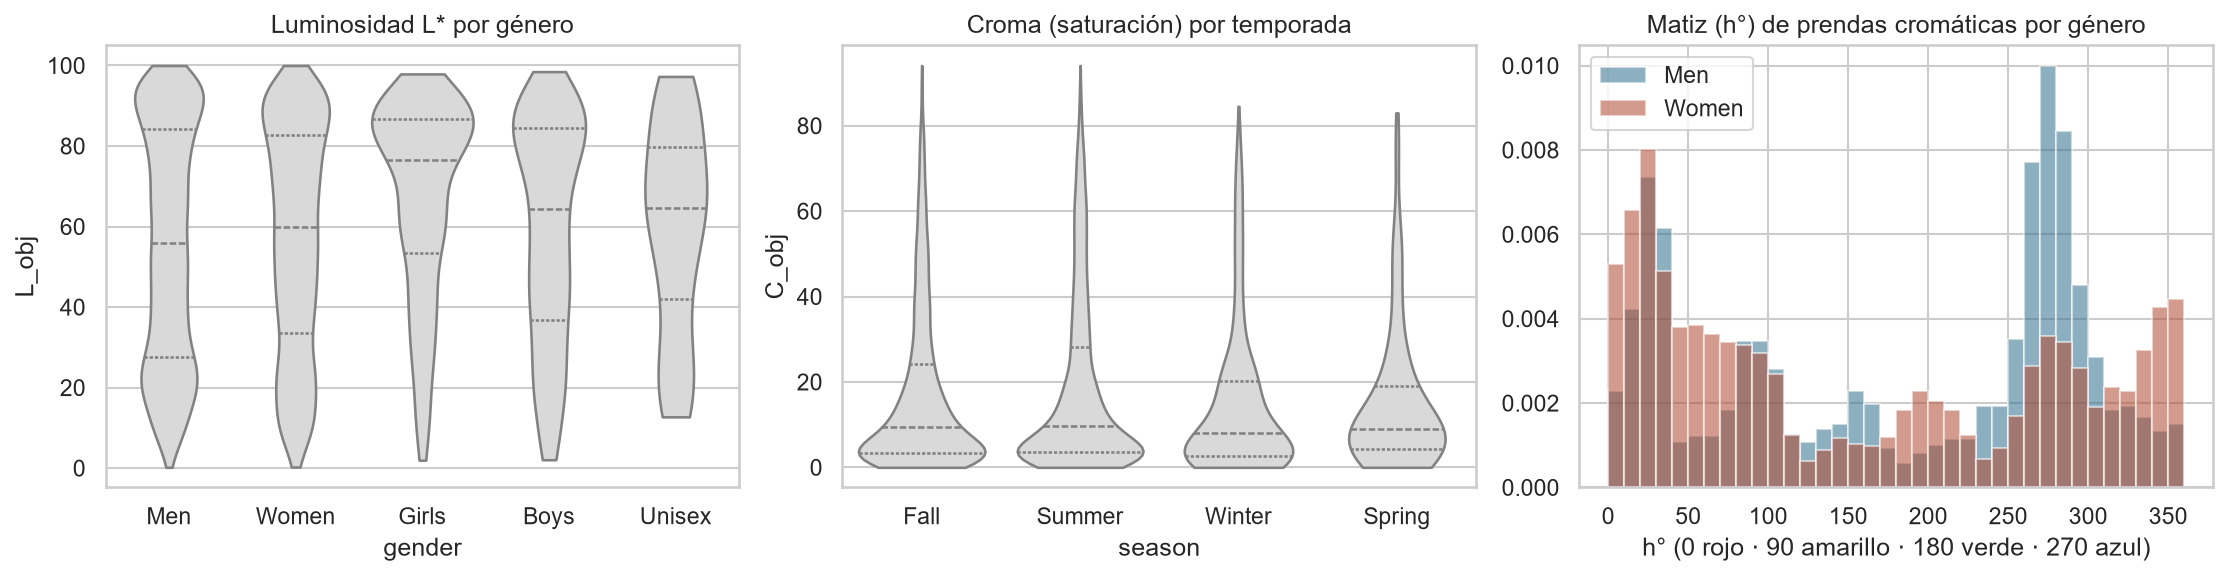 Luminosidad L* por género
L_obj
100
80
60
40
20
0
Men Women Girls Boys Unisex
gender
Croma (saturación) por temporada
C_obj
80
60
40
20
0
Fall Summer Winter Spring
season
Matiz (h°) de prendas cromáticas por género
Men
Women
0.010
0.008
0.006
0.004
0.002
0.000
0 50 100 150 200 250 300 350
h° (0 rojo · 90 amarillo · 180 verde · 270 azul)